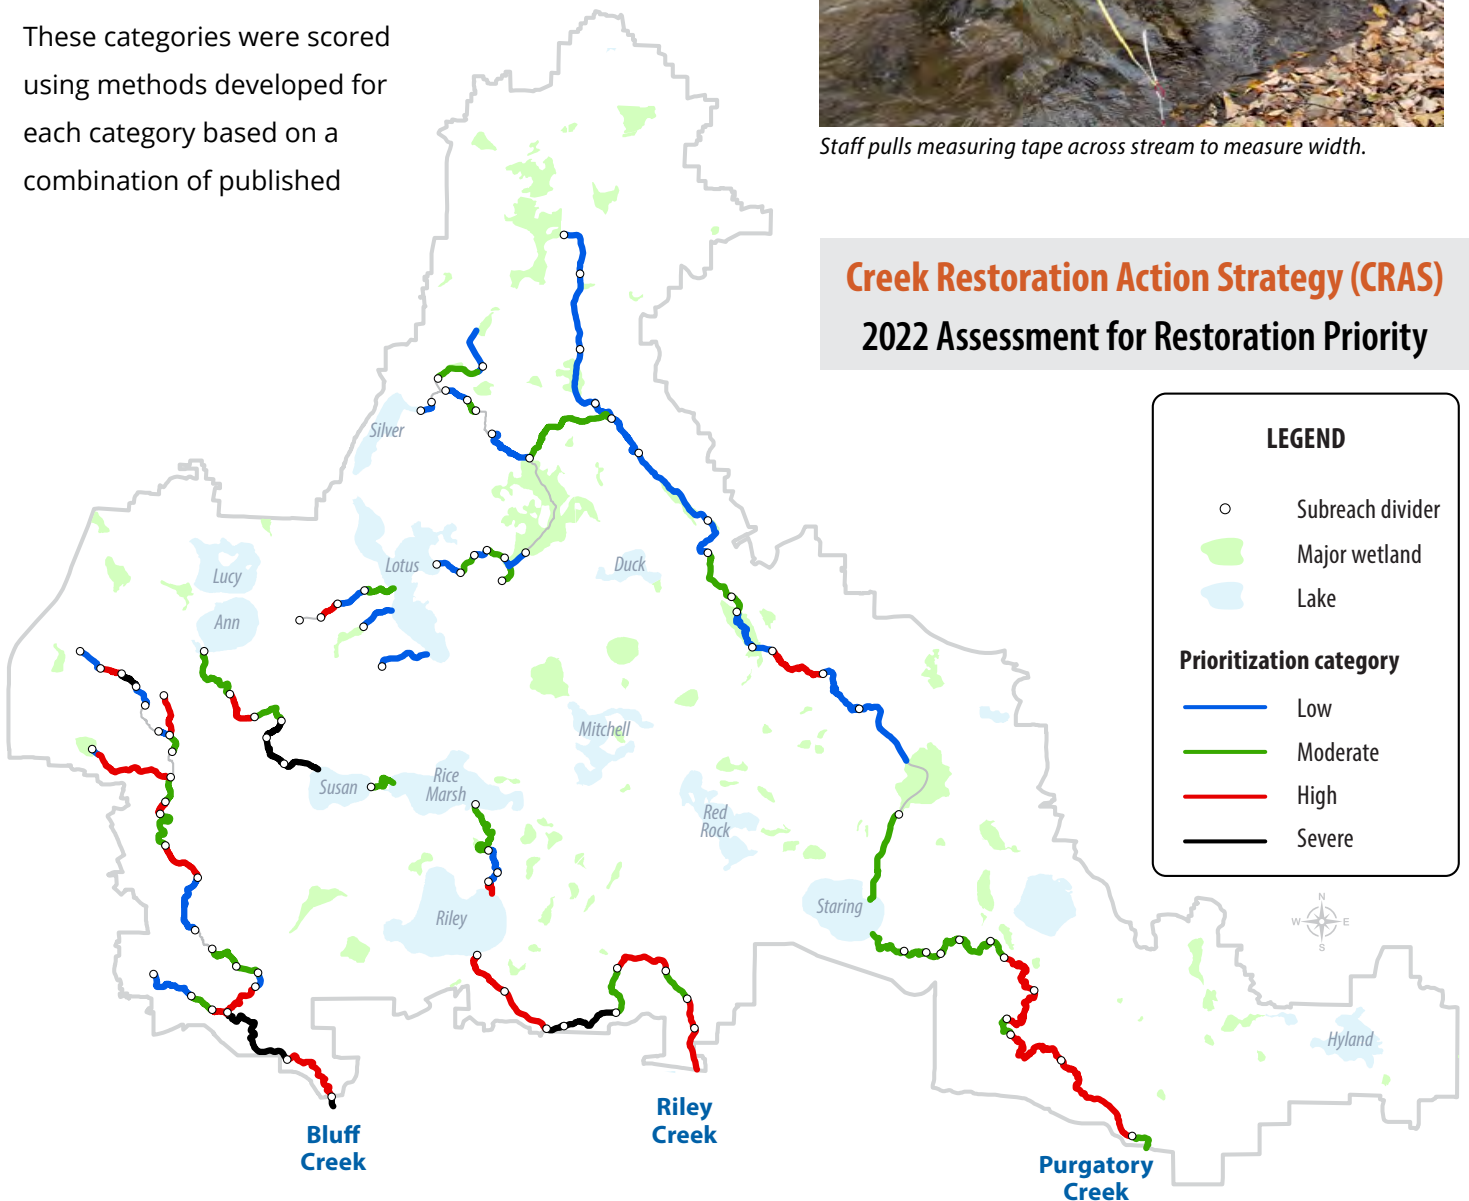 These categories were scored
using methods developed for
each category based on a
combination of published
Staff pulls measuring tape across stream to measure width.
Creek Restoration Action Strategy (CRAS)
2022 Assessment for Restoration Priority
LEGEND
Subreach divider
Major wetland
Lake
Prioritization category
Low
Moderate
High
Severe
N
W E
S
Silver
Lotus
Duck
Lucy
Ann
Mitchell
Susan
Rice
Marsh
Red
Rock
Riley
Staring
Hyland
Bluff
Creek
Riley
Creek
Purgatory
Creek